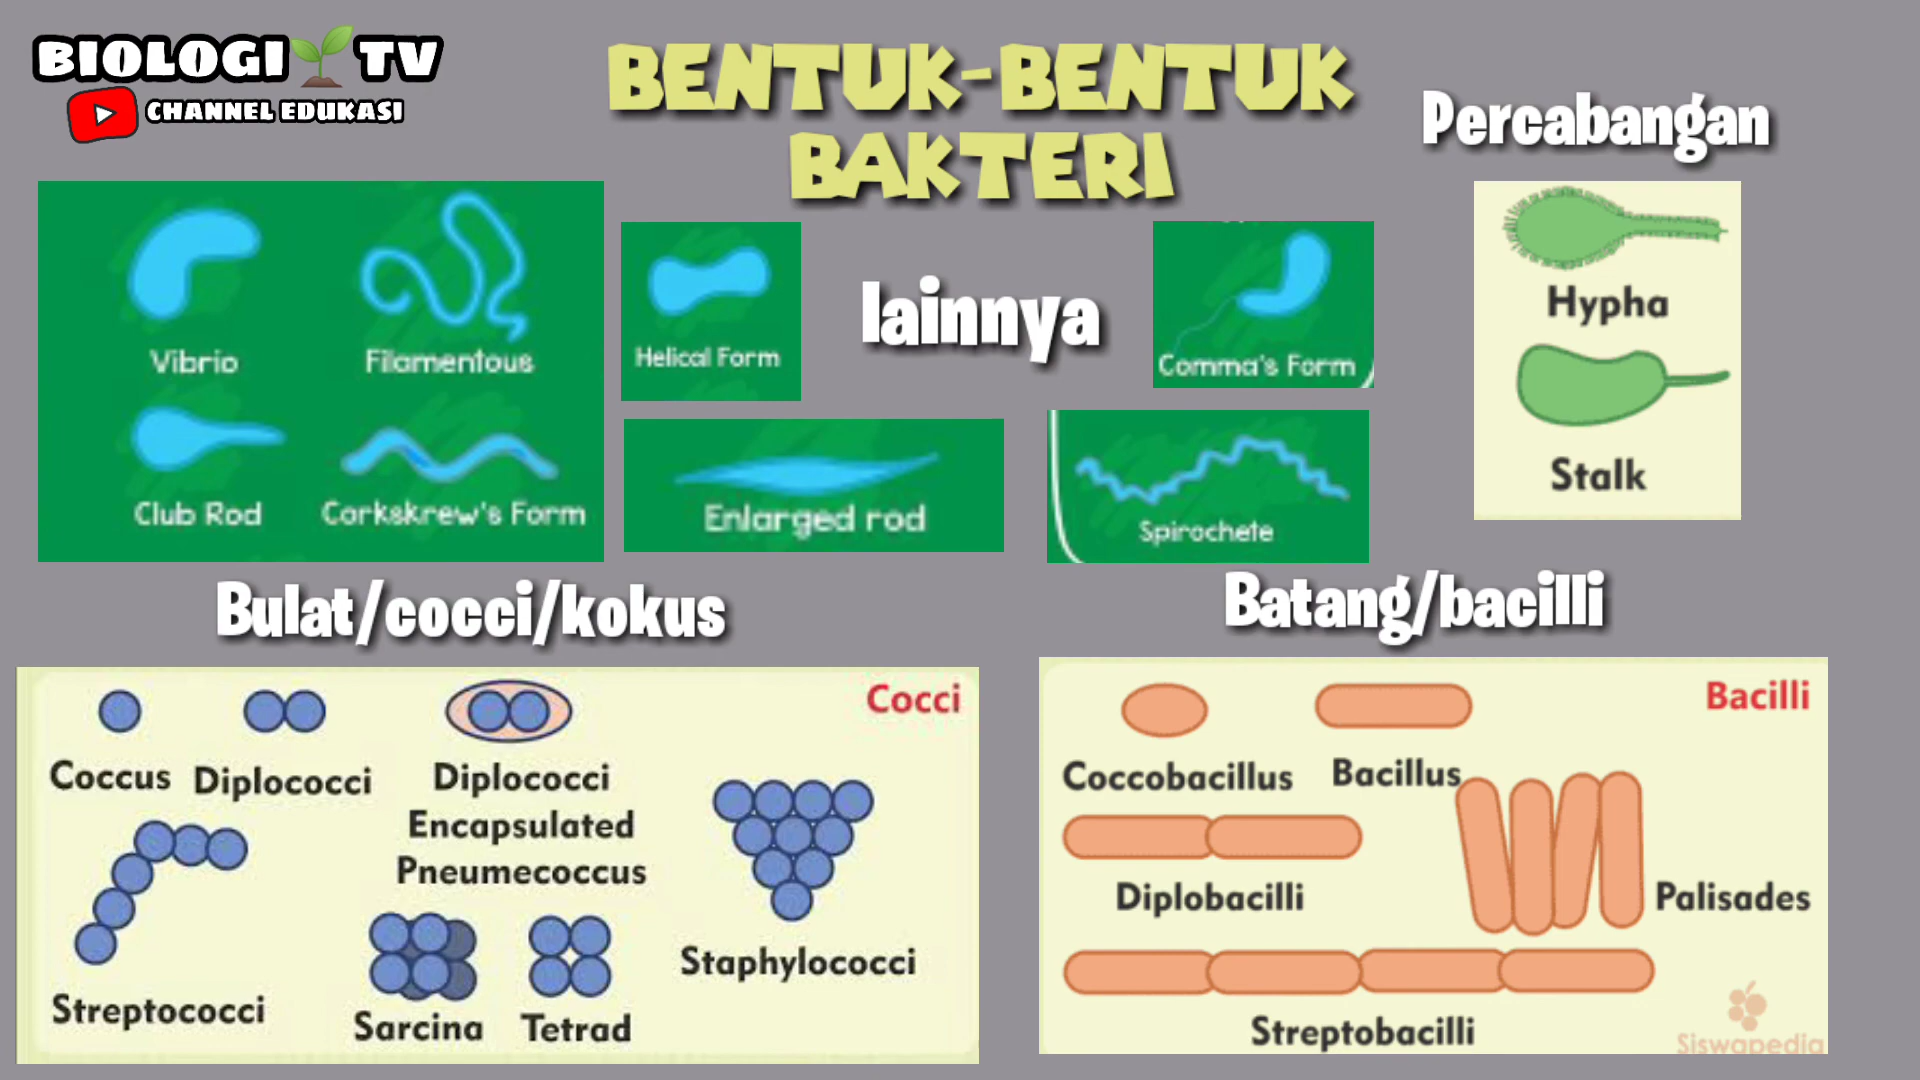 BIOLOGI TV
CHANNEL EDUKASI
BENTUK-BENTUK
BAKTERI
Percabangan
Vibrio
Filamentous
Club Rod
Corkskrew's Form
Helical Form
lainnya
Comma's Form
Enlarged rod
Spirochete
Hypha
Stalk
Bulat/cocci/kokus
Batang/bacilli
Cocci
Coccus
Diplococci
Diplococci
Encapsulated
Pneumecoccus
Streptococci
Sarcina
Tetrad
Staphylococci
Bacilli
Coccobacillus
Bacillus
Diplobacilli
Palisades
Streptobacilli
Siswapedia